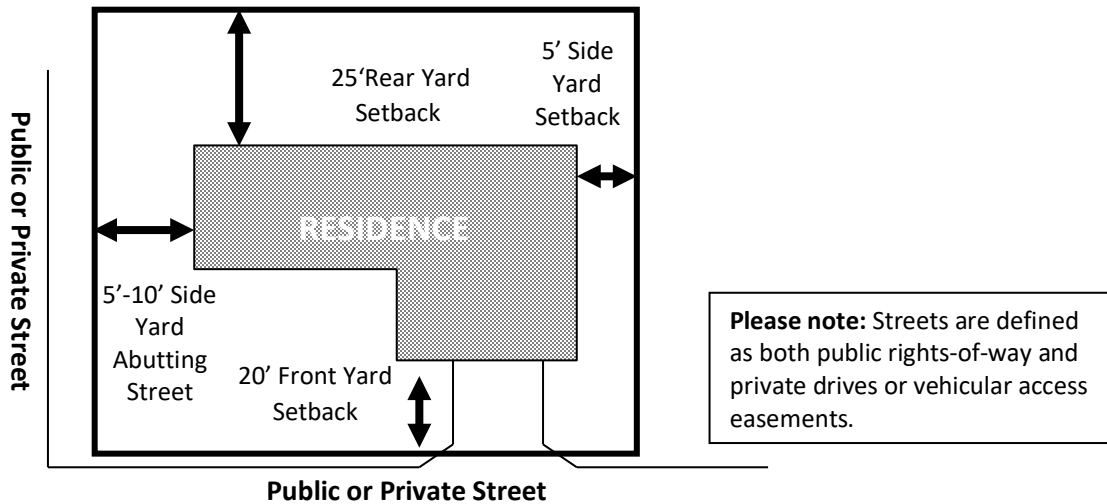 25‘Rear Yard
Setback
5’ Side
Yard
Setback
Public or Private Street
RESIDENCE
5’-10’ Side
Yard
Abutting
Street
20’ Front Yard
Setback
Please note: Streets are defined
as both public rights-of-way and
private drives or vehicular access
easements.
Public or Private Street